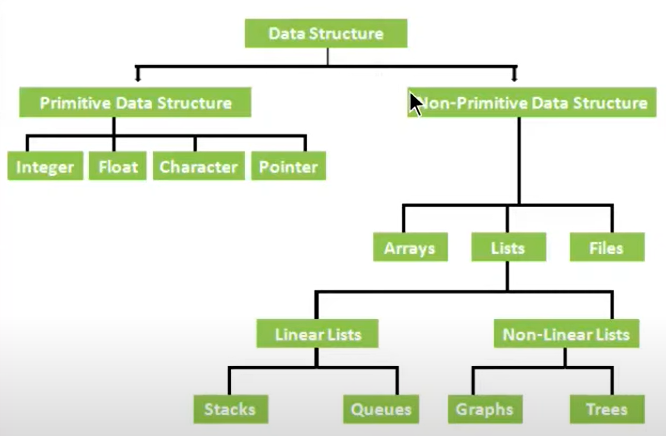 Data Structure
Primitive Data Structure
Non-Primitive Data Structure
Integer
Float
Character
Pointer
Arrays
Lists
Files
Linear Lists
Non-Linear Lists
Stacks
Queues
Graphs
Trees